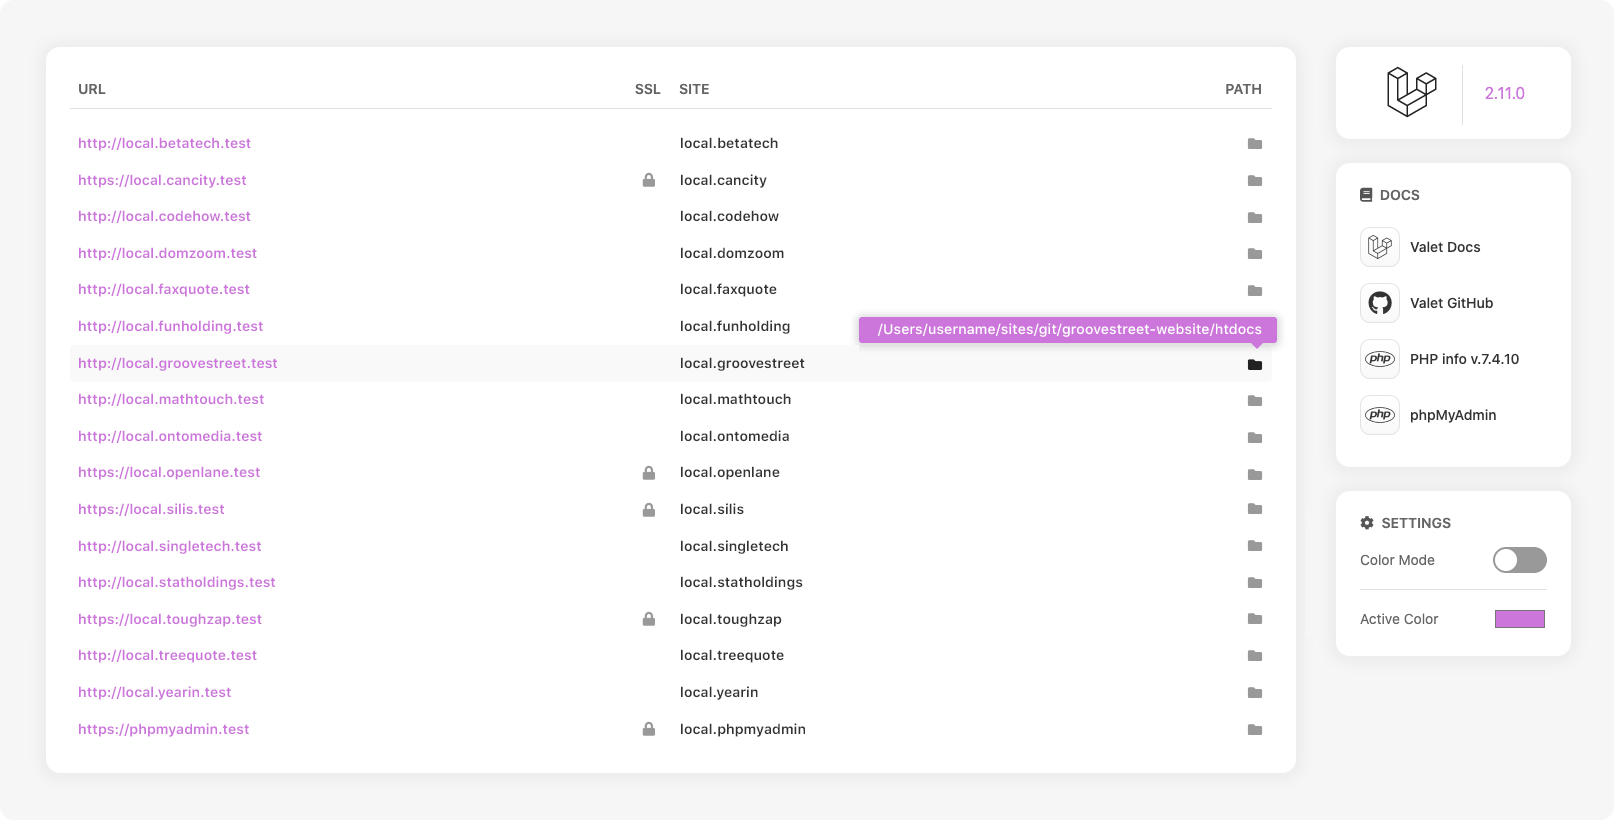 URL SSL SITE PATH
http://local.betatech.test local.betatech
https://local.cancity.test local.cancity
http://local.codehow.test local.codehow
http://local.domzoom.test local.domzoom
http://local.faxquote.test local.faxquote
http://local.funholding.test local.funholding
/Users/username/sites/git/groovestreet-website/htdocs
http://local.groovestreet.test local.groovestreet
http://local.mathtouch.test local.mathtouch
http://local.ontomedia.test local.ontomedia
https://local.openlane.test local.openlane
https://local.silis.test local.silis
http://local.singletech.test local.singletech
http://local.statholdings.test local.statholdings
https://local.toughzap.test local.toughzap
http://local.treequote.test local.treequote
http://local.yearin.test local.yearin
https://phpmyadmin.test local.phpmyadmin
2.11.0
DOCS
Valet Docs
Valet GitHub
php PHP info v.7.4.10
php phpMyAdmin
SETTINGS
Color Mode
Active Color